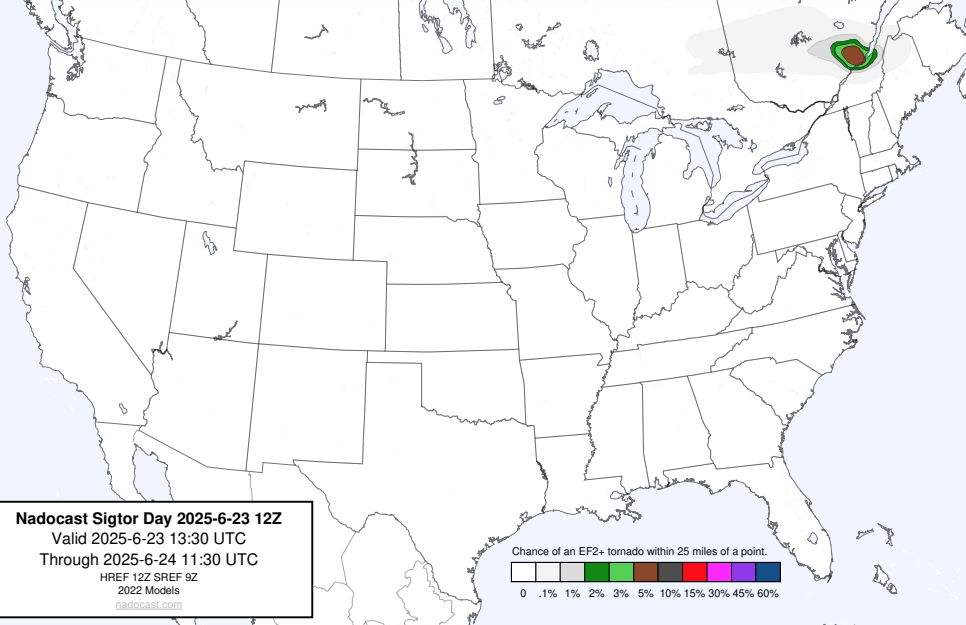 Nadocast Sigtor Day 2025-6-23 12Z
Valid 2025-6-23 13:30 UTC
Through 2025-6-24 11:30 UTC
HREF 12Z SREF 9Z
2022 Models
nadocast.com
Chance of an EF2+ tornado within 25 miles of a point.
0 .1% 1% 2% 3% 5% 10% 15% 30% 45% 60%